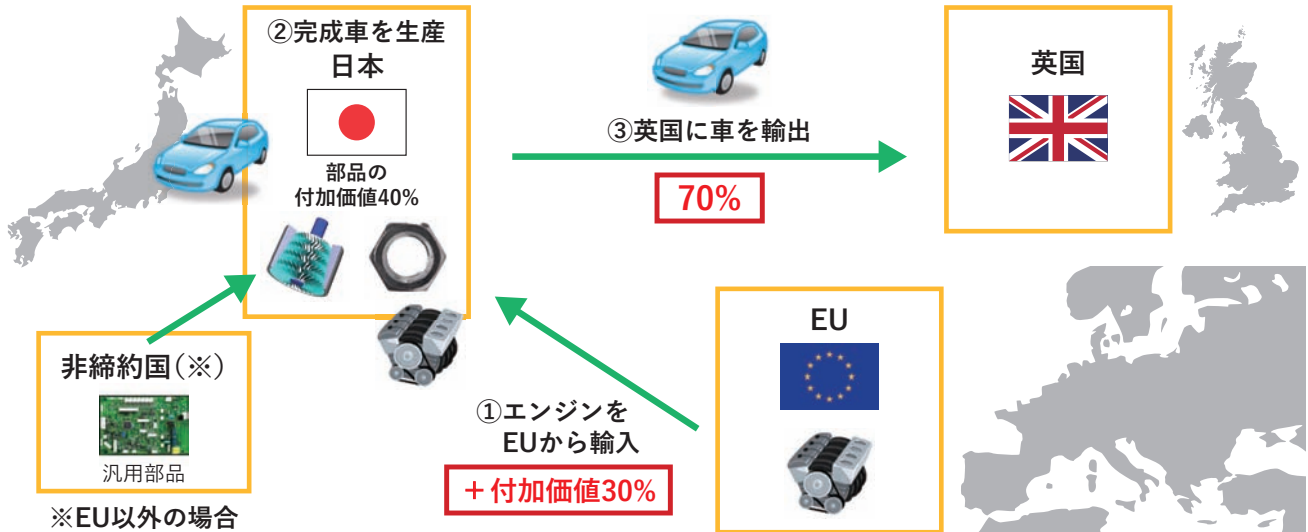 ②完成車を生産
日本
部品の
付加価値40%
③英国に車を輸出
70%
英国
非締約国(※)
汎用部品
※EU以外の場合
①エンジンを
EUから輸入
+付加価値30%
EU